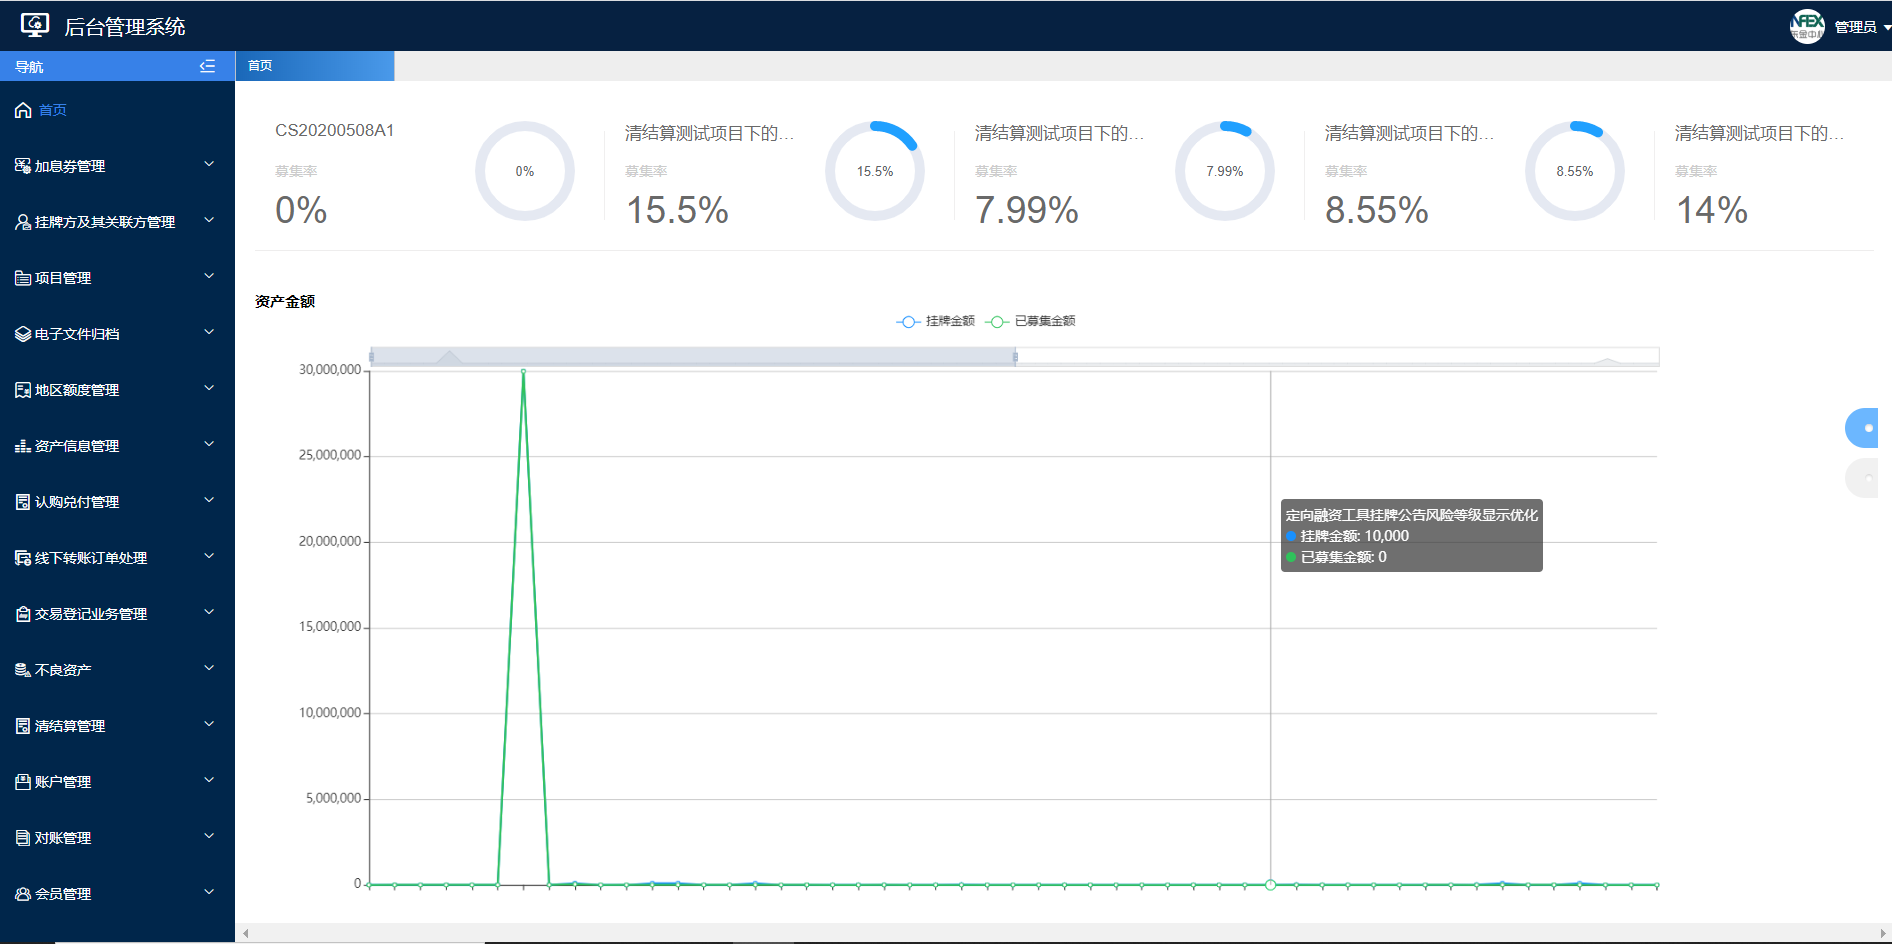 后台管理系统
管理员
导航
首页
首页
加息券管理
挂牌方及其关联方管理
项目管理
电子文件归档
地区额度管理
资产信息管理
认购兑付管理
线下转账订单处理
交易登记业务管理
不良资产
清结算管理
账户管理
对账管理
会员管理
CS20200508A1
募集率
0%
0%
清结算测试项目下的...
募集率
15.5%
15.5%
清结算测试项目下的...
募集率
7.99%
7.99%
清结算测试项目下的...
募集率
8.55%
8.55%
清结算测试项目下的...
募集率
14%
资产金额
挂牌金额 已募集金额
30,000,000
25,000,000
20,000,000
15,000,000
10,000,000
5,000,000
0
定向融资工具挂牌公告风险等级显示优化
挂牌金额: 10,000
已募集金额: 0